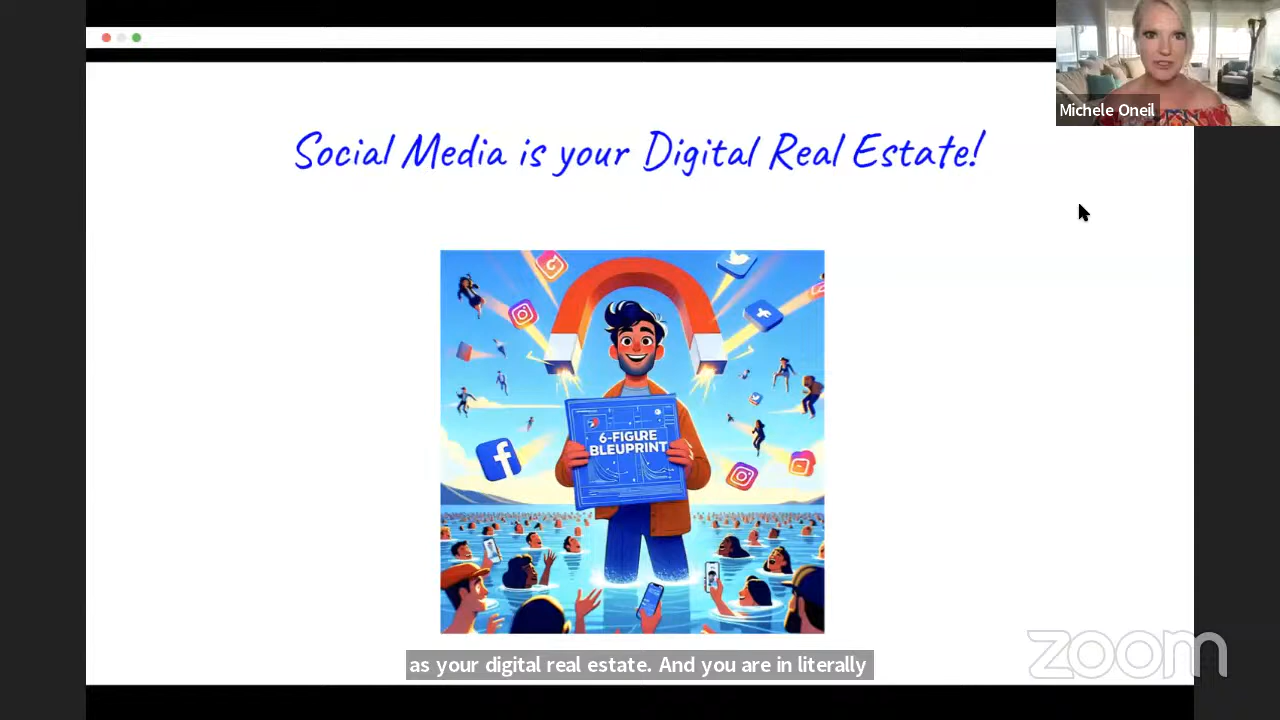 Michele Oneil
Social Media is your Digital Real Estate!
6-FIGURE
BLEUPRINT
as your digital real estate. And you are in literally
zoom